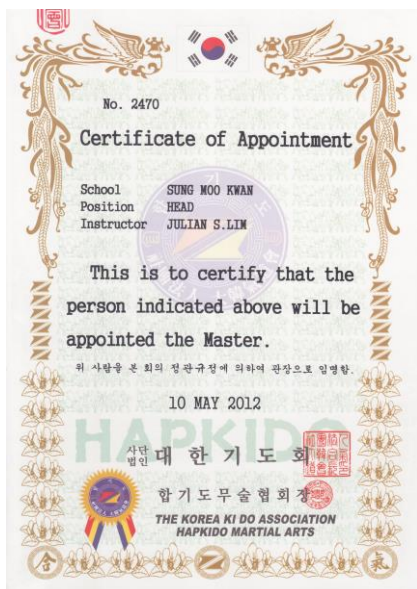 No. 2470
Certificate of Appointment
School SUNG MOO KWAN
Position HEAD
Instructor JULIAN S.LIM
This is to certify that the
person indicated above will be
appointed the Master.
위 사람을 본 회의 정관규정에 의하여 관장으로 임명함.
10 MAY 2012
HAPKIDO
사단법인 대한기도회
합기도무술협회장
THE KOREA KI DO ASSOCIATION
HAPKIDO MARTIAL ARTS
合 氣